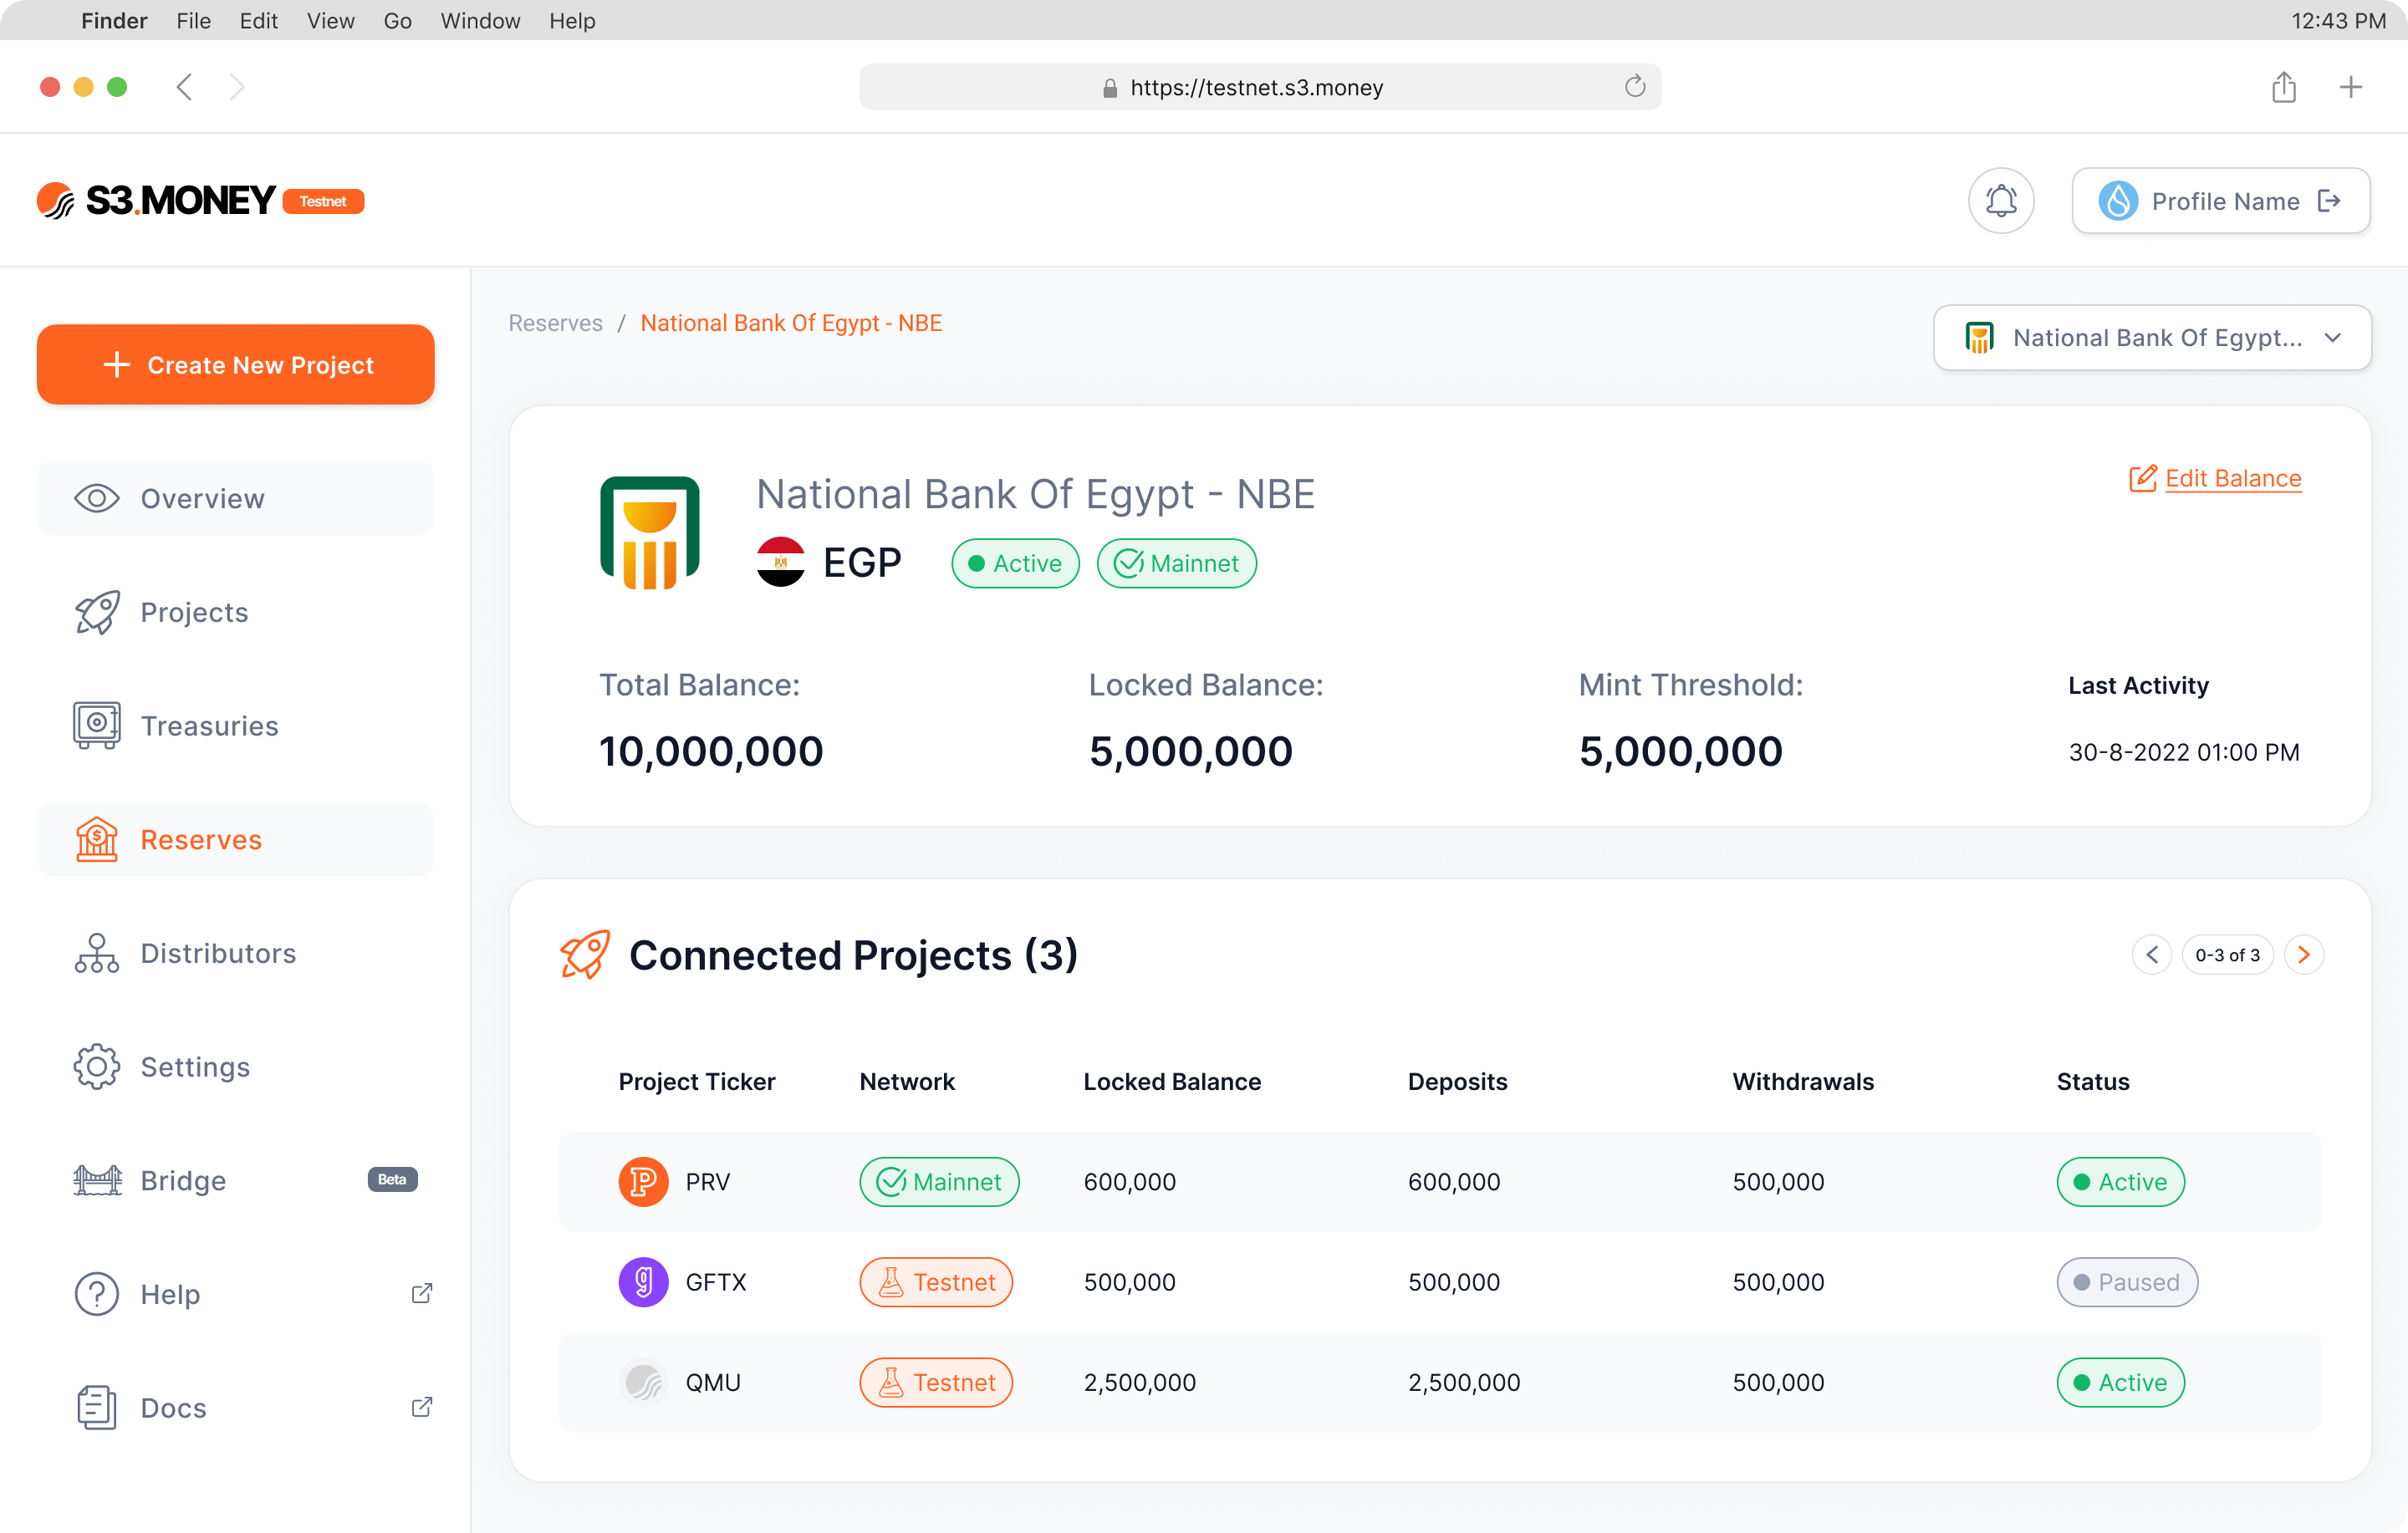 Finder File Edit View Go Window Help 12:43 PM
https://testnet.s3.money
S3.MONEY Testnet
Profile Name
Create New Project
Overview
Projects
Treasuries
Reserves
Distributors
Settings
Bridge Beta
Help
Docs
Reserves / National Bank Of Egypt - NBE
National Bank Of Egypt...
National Bank Of Egypt - NBE
Edit Balance
EGP Active Mainnet
Total Balance: Locked Balance: Mint Threshold: Last Activity
10,000,000 5,000,000 5,000,000 30-8-2022 01:00 PM
Connected Projects (3)
0-3 of 3
Project Ticker Network Locked Balance Deposits Withdrawals Status
PRV Mainnet 600,000 600,000 500,000 Active
GFTX Testnet 500,000 500,000 500,000 Paused
QMU Testnet 2,500,000 2,500,000 500,000 Active